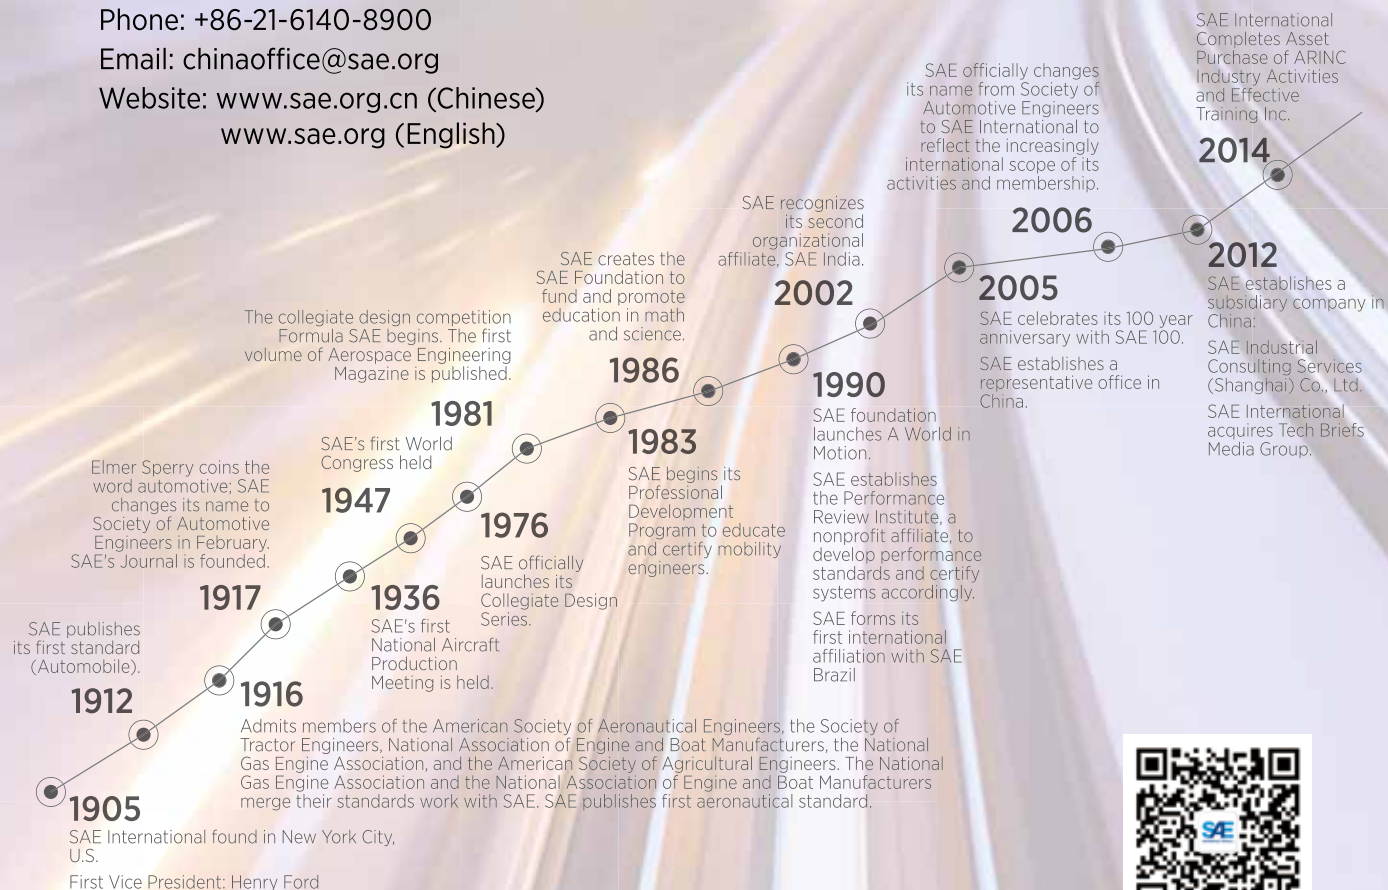 Phone: +86-21-6140-8900
Email: chinaoffice@sae.org
Website: www.sae.org.cn (Chinese)
www.sae.org (English)
SAE International
Completes Asset
Purchase of ARINC
Industry Activities
and Effective
Training Inc.
2014
SAE officially changes
its name from Society of
Automotive Engineers
to SAE International to
reflect the increasingly
international scope of its
activities and membership.
2006
2012
SAE establishes a
subsidiary company in
China:
SAE Industrial
Consulting Services
(Shanghai) Co., Ltd.
SAE International
acquires Tech Briefs
Media Group.
SAE recognizes
its second
organizational
affiliate, SAE India.
2002
2005
SAE celebrates its 100 year
anniversary with SAE 100.
SAE establishes a
representative office in
China.
SAE creates the
SAE Foundation to
fund and promote
education in math
and science.
1986
1990
SAE foundation
launches A World in
Motion.
SAE establishes
the Performance
Review Institute, a
nonprofit affiliate, to
develop performance
standards and certify
systems accordingly.
SAE forms its
first international
affiliation with SAE
Brazil
The collegiate design competition
Formula SAE begins. The first
volume of Aerospace Engineering
Magazine is published.
1981
1983
SAE begins its
Professional
Development
Program to educate
and certify mobility
engineers.
SAE's first World
Congress held
1947
1976
SAE officially
launches its
Collegiate Design
Series.
Elmer Sperry coins the
word automotive; SAE
changes its name to
Society of Automotive
Engineers in February.
SAE's Journal is founded.
1917
1936
SAE's first
National Aircraft
Production
Meeting is held.
SAE publishes
its first standard
(Automobile).
1912
1916
Admits members of the American Society of Aeronautical Engineers, the Society of
Tractor Engineers, National Association of Engine and Boat Manufacturers, the National
Gas Engine Association, and the American Society of Agricultural Engineers. The National
Gas Engine Association and the National Association of Engine and Boat Manufacturers
merge their standards work with SAE. SAE publishes first aeronautical standard.
1905
SAE International found in New York City,
U.S.
First Vice President: Henry Ford
SAE